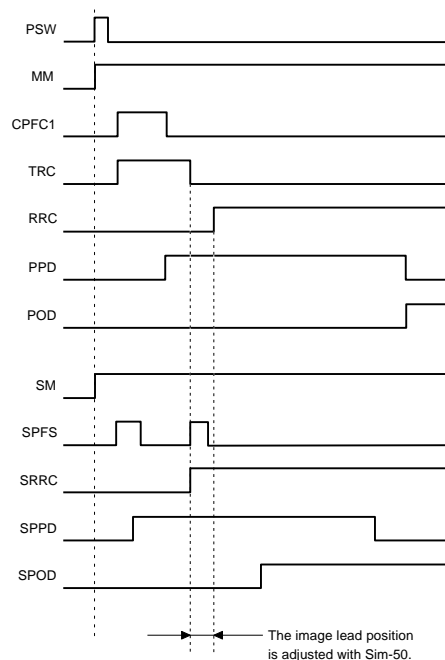 PSW
MM
CPFC1
TRC
RRC
PPD
POD
SM
SPFS
SRRC
SPPD
SPOD
The image lead position
is adjusted with Sim-50.